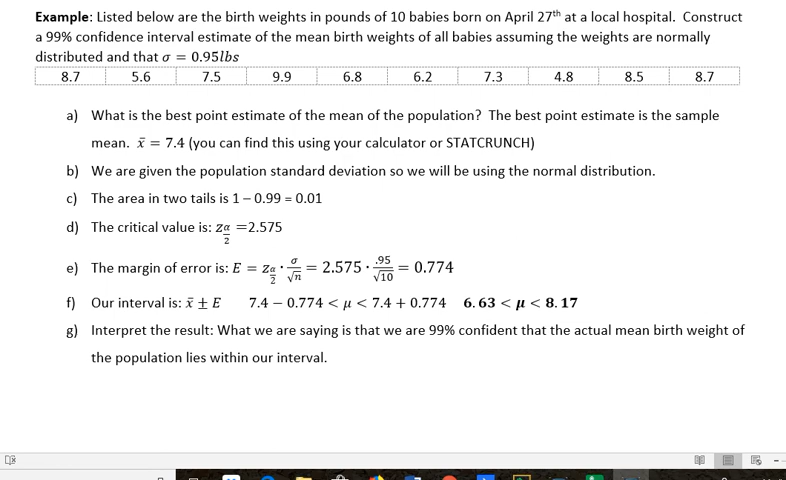 Example: Listed below are the birth weights in pounds of 10 babies born on April 27th at a local hospital. Construct
a 99% confidence interval estimate of the mean birth weights of all babies assuming the weights are normally
distributed and that σ = 0.95lbs
8.7 5.6 7.5 9.9 6.8 6.2 7.3 4.8 8.5 8.7
a) What is the best point estimate of the mean of the population? The best point estimate is the sample
mean. x̄ = 7.4 (you can find this using your calculator or STATCRUNCH)
b) We are given the population standard deviation so we will be using the normal distribution.
c) The area in two tails is 1 – 0.99 = 0.01
d) The critical value is: z_{α/2} =2.575
e) The margin of error is: E = z_{α/2} · σ/√n = 2.575 · .95/√10 = 0.774
f) Our interval is: x̄ ± E 7.4 − 0.774 < μ < 7.4 + 0.774 6.63 < μ < 8.17
g) Interpret the result: What we are saying is that we are 99% confident that the actual mean birth weight of
the population lies within our interval.